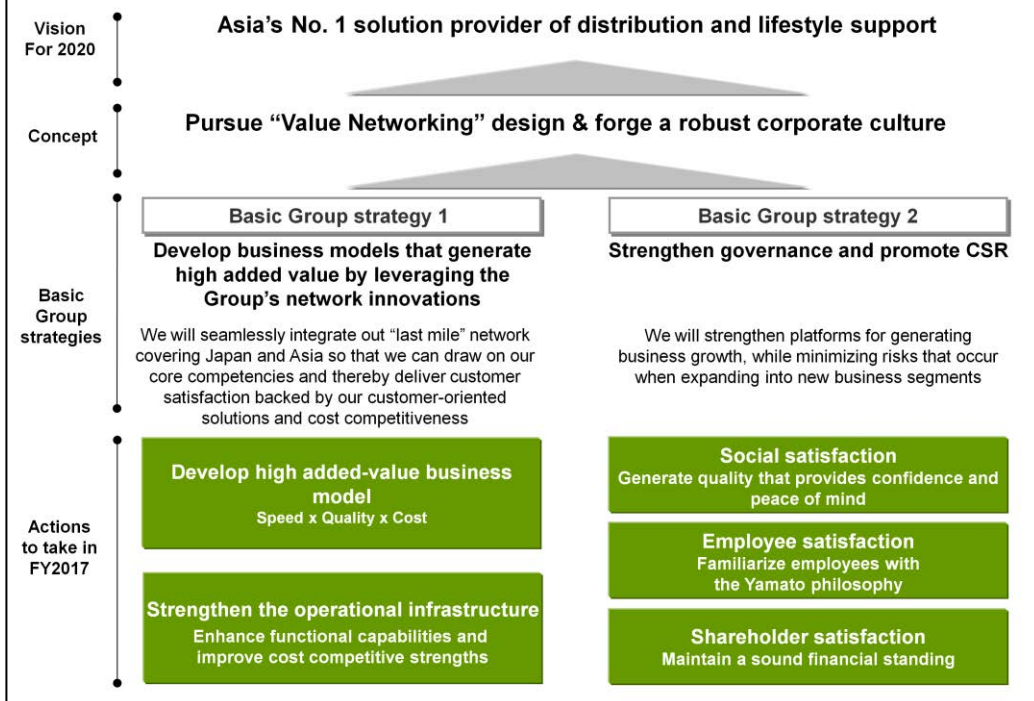 Vision
For 2020
Asia's No. 1 solution provider of distribution and lifestyle support
Concept
Pursue “Value Networking” design & forge a robust corporate culture
Basic
Group
strategies
Basic Group strategy 1
Develop business models that generate
high added value by leveraging the
Group's network innovations
We will seamlessly integrate out “last mile” network
covering Japan and Asia so that we can draw on our
core competencies and thereby deliver customer
satisfaction backed by our customer-oriented
solutions and cost competitiveness
Basic Group strategy 2
Strengthen governance and promote CSR
We will strengthen platforms for generating
business growth, while minimizing risks that occur
when expanding into new business segments
Actions
to take in
FY2017
Develop high added-value business
model
Speed x Quality x Cost
Strengthen the operational infrastructure
Enhance functional capabilities and
improve cost competitive strengths
Social satisfaction
Generate quality that provides confidence and
peace of mind
Employee satisfaction
Familiarize employees with
the Yamato philosophy
Shareholder satisfaction
Maintain a sound financial standing